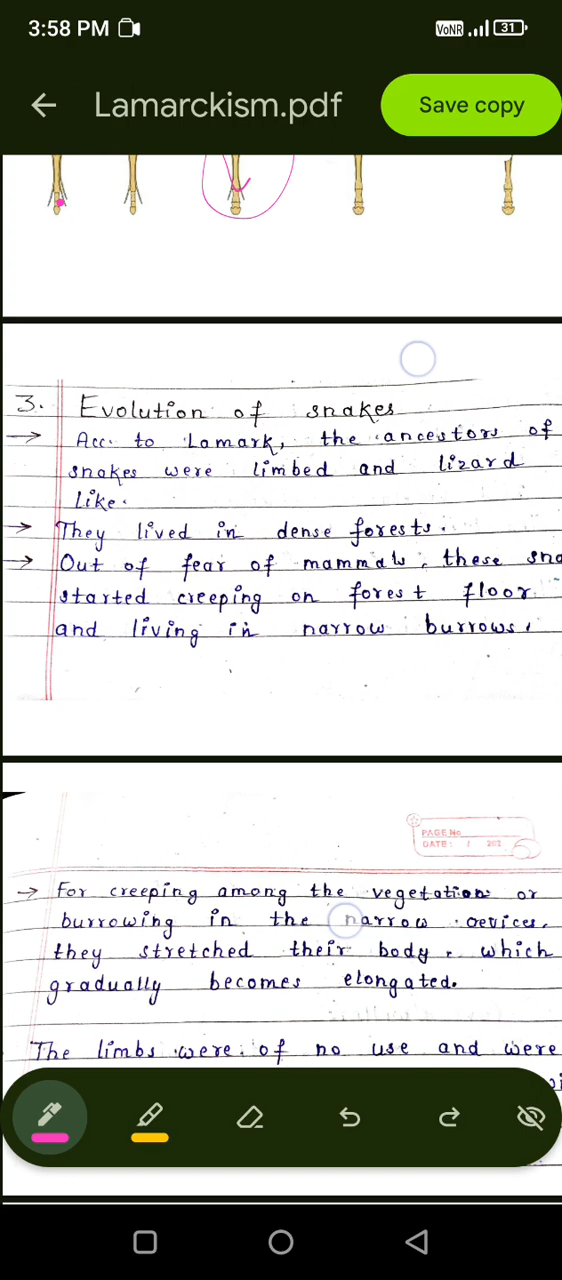 3:58 PM
VoNR
31
Lamarckism.pdf
Save copy
3. Evolution of snakes
→ Acc. to Lamark, the ancestors of
snakes were limbed and lizard
like.
→ They lived in dense forests.
→ Out of fear of mammals, these sna
started creeping on forest floor
and living in narrow burrows.
PAGE No
DATE: / 202
→ For creeping among the vegetation or
burrowing in the narrow crevices,
they stretched their body, which
gradually becomes elongated.
The limbs were of no use and were